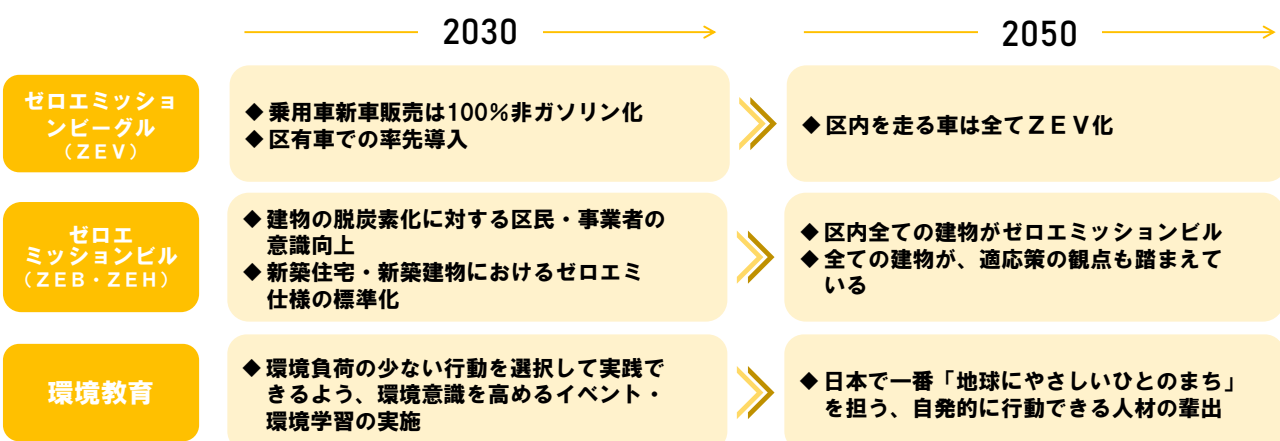 2030
2050
ゼロエミッショ
ンビーグル
（ＺＥＶ）
◆ 乗用車新車販売は100％非ガソリン化
◆ 区有車での率先導入
◆ 区内を走る車は全てＺＥＶ化
ゼロエ
ミッションビル
（ＺＥＢ・ＺＥＨ）
◆ 建物の脱炭素化に対する区民・事業者の
意識向上
◆ 新築住宅・新築建物におけるゼロエミ
仕様の標準化
◆ 区内全ての建物がゼロエミッションビル
◆ 全ての建物が、適応策の観点も踏まえて
いる
環境教育
◆ 環境負荷の少ない行動を選択して実践で
きるよう、環境意識を高めるイベント・
環境学習の実施
◆ 日本で一番「地球にやさしいひとのまち」
を担う、自発的に行動できる人材の輩出